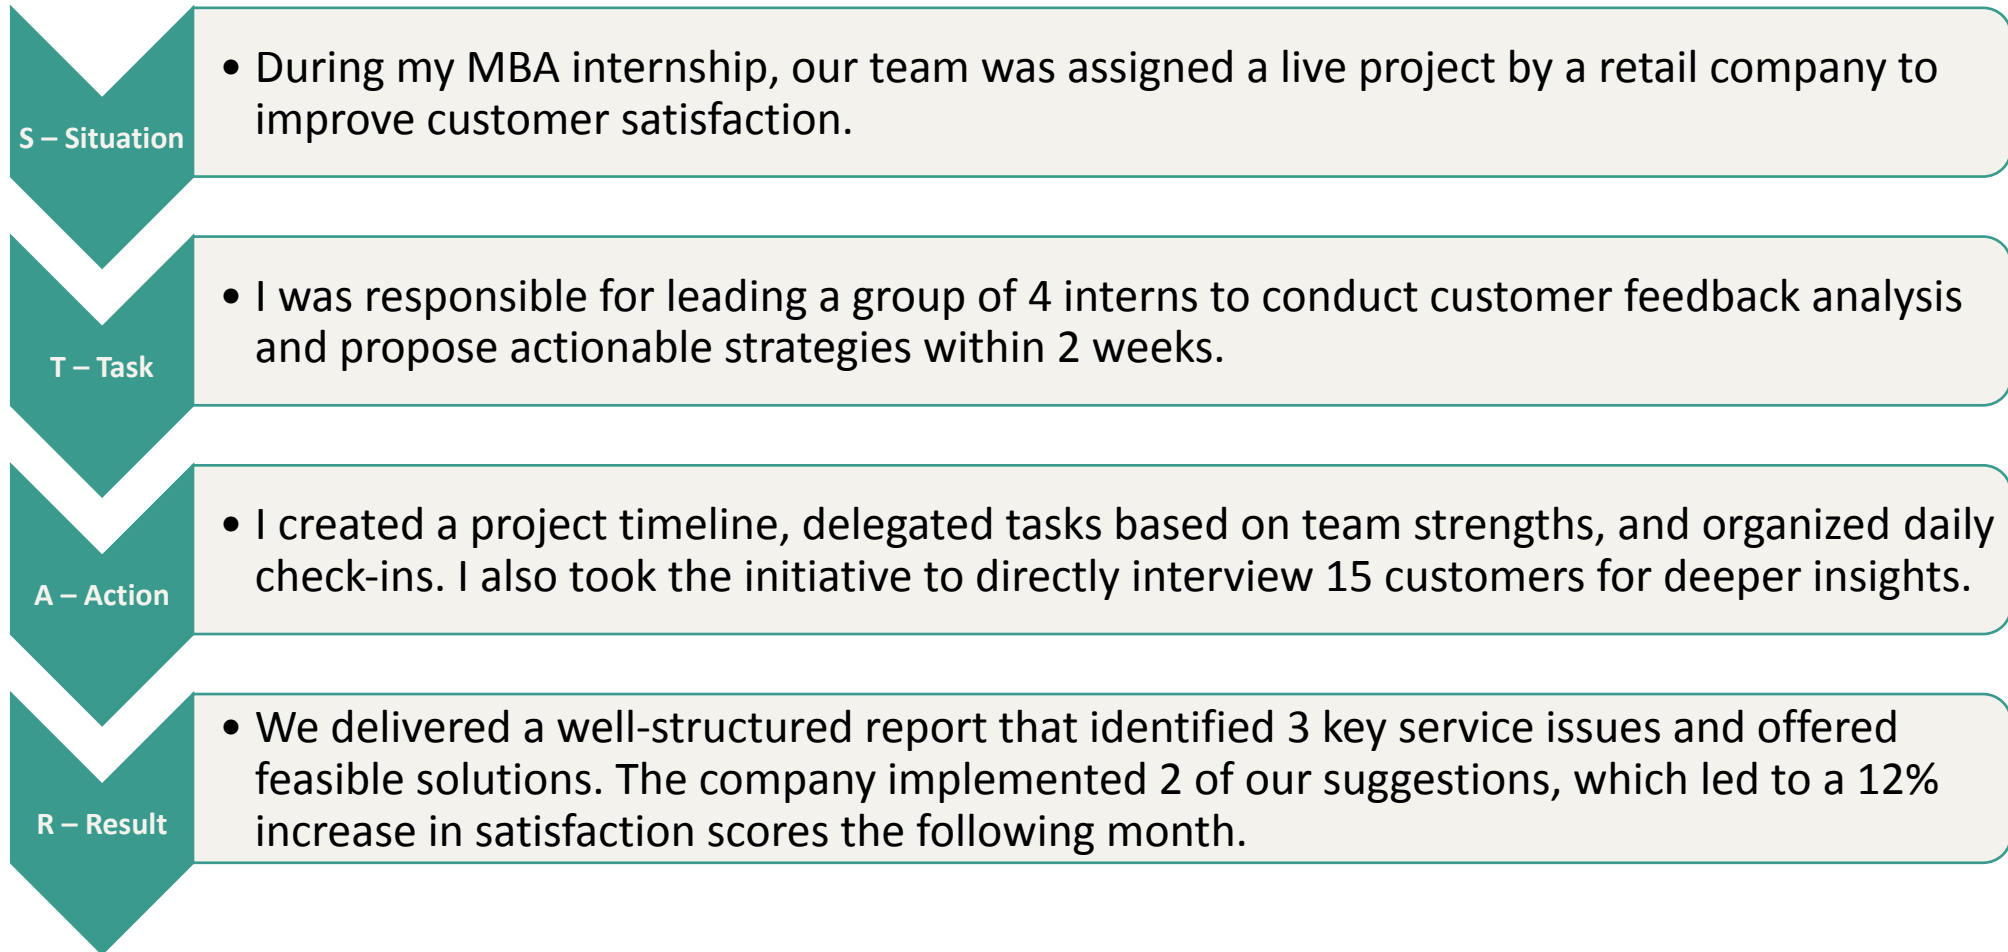 S – Situation
• During my MBA internship, our team was assigned a live project by a retail company to
improve customer satisfaction.
T – Task
• I was responsible for leading a group of 4 interns to conduct customer feedback analysis
and propose actionable strategies within 2 weeks.
A – Action
• I created a project timeline, delegated tasks based on team strengths, and organized daily
check-ins. I also took the initiative to directly interview 15 customers for deeper insights.
R – Result
• We delivered a well-structured report that identified 3 key service issues and offered
feasible solutions. The company implemented 2 of our suggestions, which led to a 12%
increase in satisfaction scores the following month.